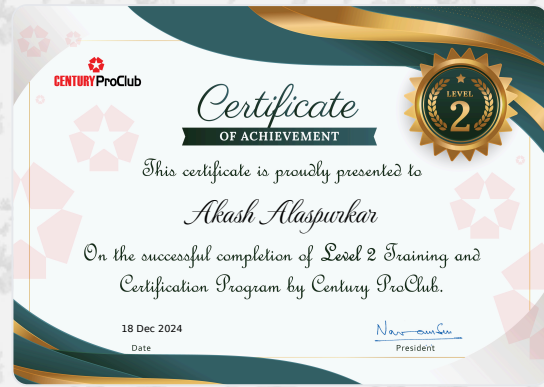 CENTURY ProClub
Certificate
OF ACHIEVEMENT
LEVEL
2
This certificate is proudly presented to
Akash Alaspurkar
On the successful completion of Level 2 Training and
Certification Program by Century ProClub.
18 Dec 2024
Date
President